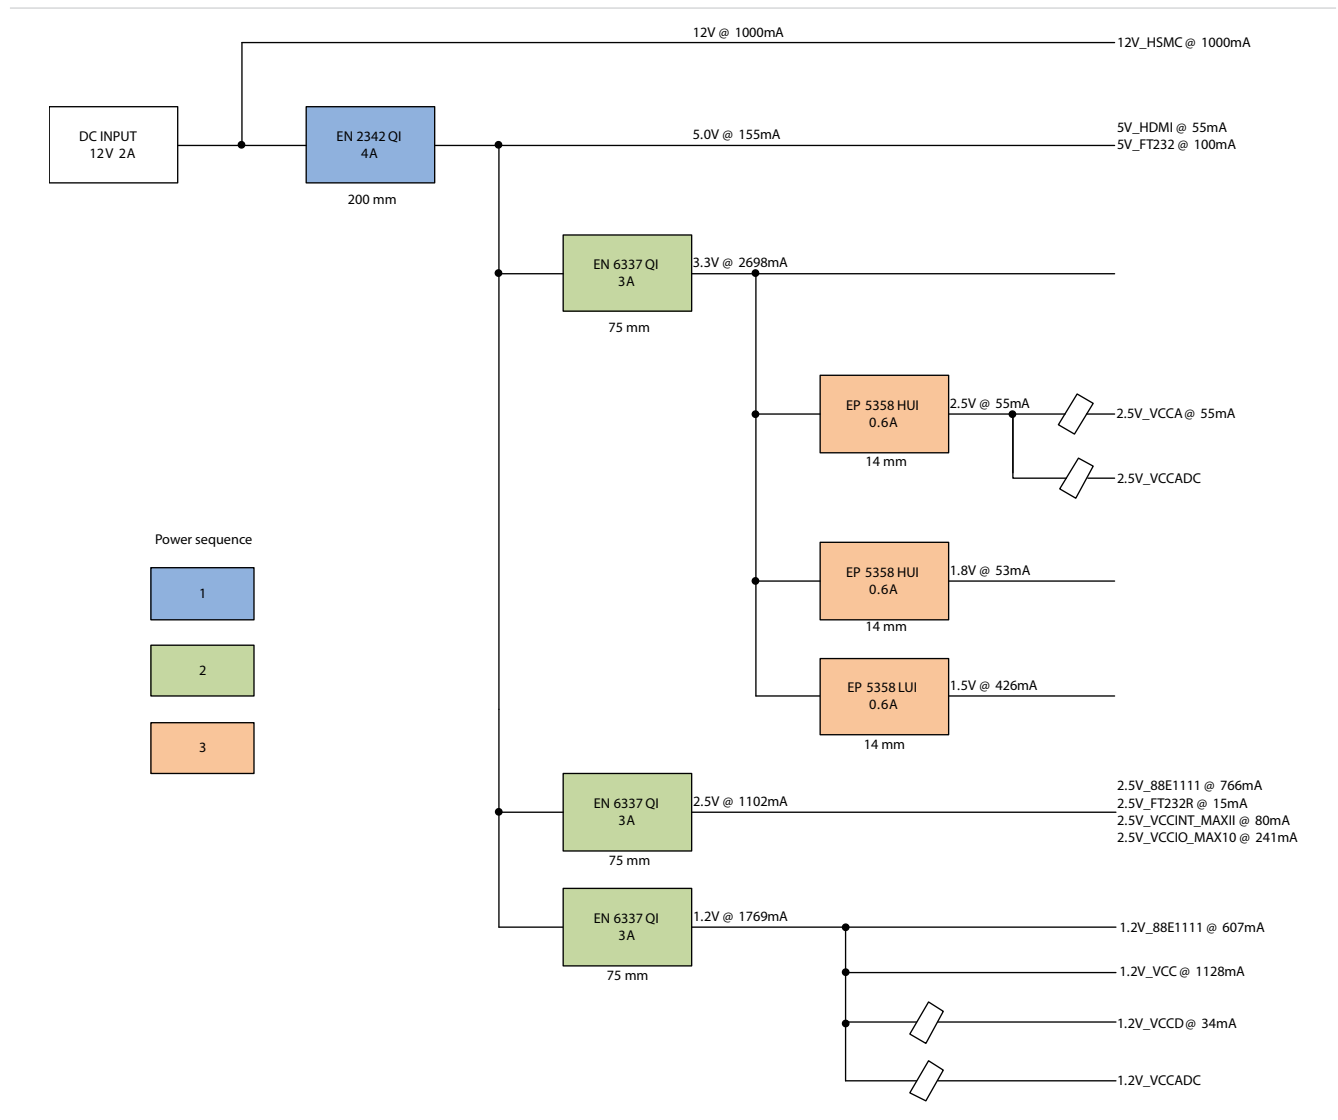 12V @ 1000mA
12V_HSMC @ 1000mA
DC INPUT
12V 2A
EN 2342 QI
4A
200 mm
5.0V @ 155mA
5V_HDMI @ 55mA
5V_FT232 @ 100mA
EN 6337 QI
3A
75 mm
3.3V @ 2698mA
EP 5358 HUI
0.6A
14 mm
2.5V @ 55mA
2.5V_VCCA @ 55mA
2.5V_VCCADC
Power sequence
1
2
3
EP 5358 HUI
0.6A
14 mm
1.8V @ 53mA
EP 5358 LUI
0.6A
14 mm
1.5V @ 426mA
EN 6337 QI
3A
75 mm
2.5V @ 1102mA
2.5V_88E1111 @ 766mA
2.5V_FT232R @ 15mA
2.5V_VCCINT_MAXII @ 80mA
2.5V_VCCIO_MAX10 @ 241mA
EN 6337 QI
3A
75 mm
1.2V @ 1769mA
1.2V_88E1111 @ 607mA
1.2V_VCC @ 1128mA
1.2V_VCCD @ 34mA
1.2V_VCCADC